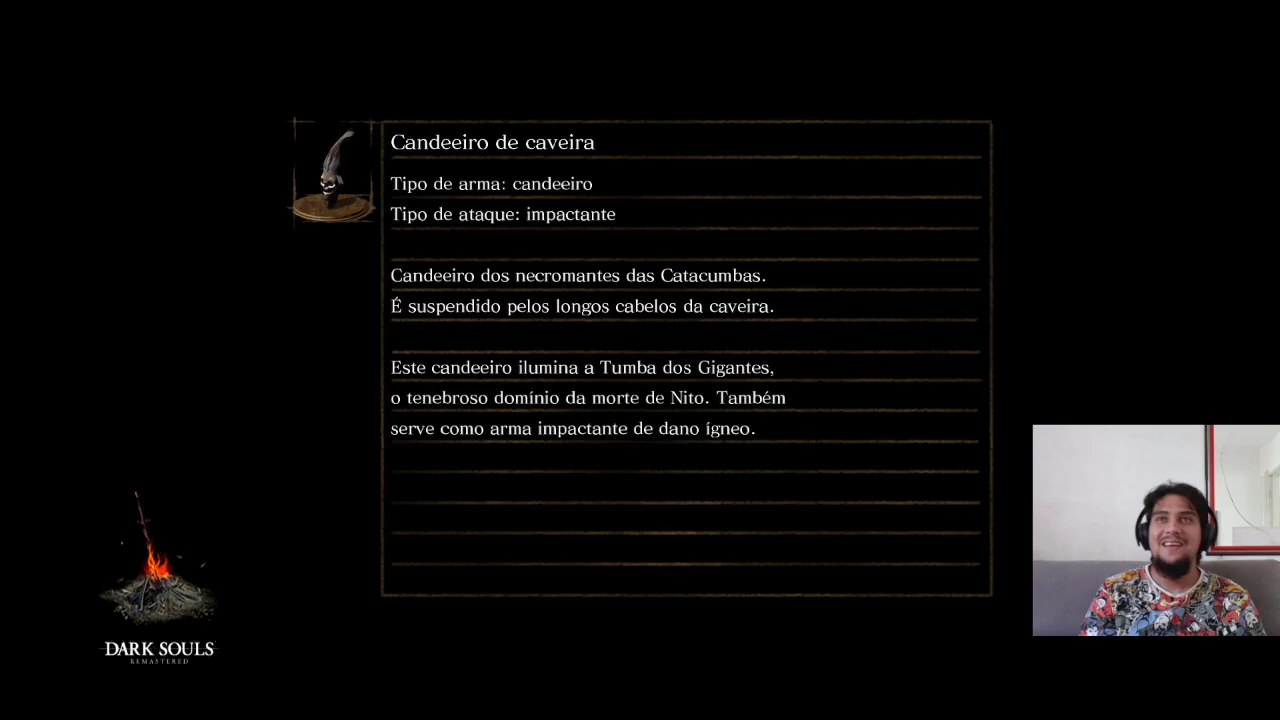 Candeeiro de caveira
Tipo de arma: candeeiro
Tipo de ataque: impactante
Candeeiro dos necromantes das Catacumbas.
É suspendido pelos longos cabelos da caveira.
Este candeeiro ilumina a Tumba dos Gigantes,
o tenebroso domínio da morte de Nito. Também
serve como arma impactante de dano ígneo.
DARK SOULS
REMASTERED